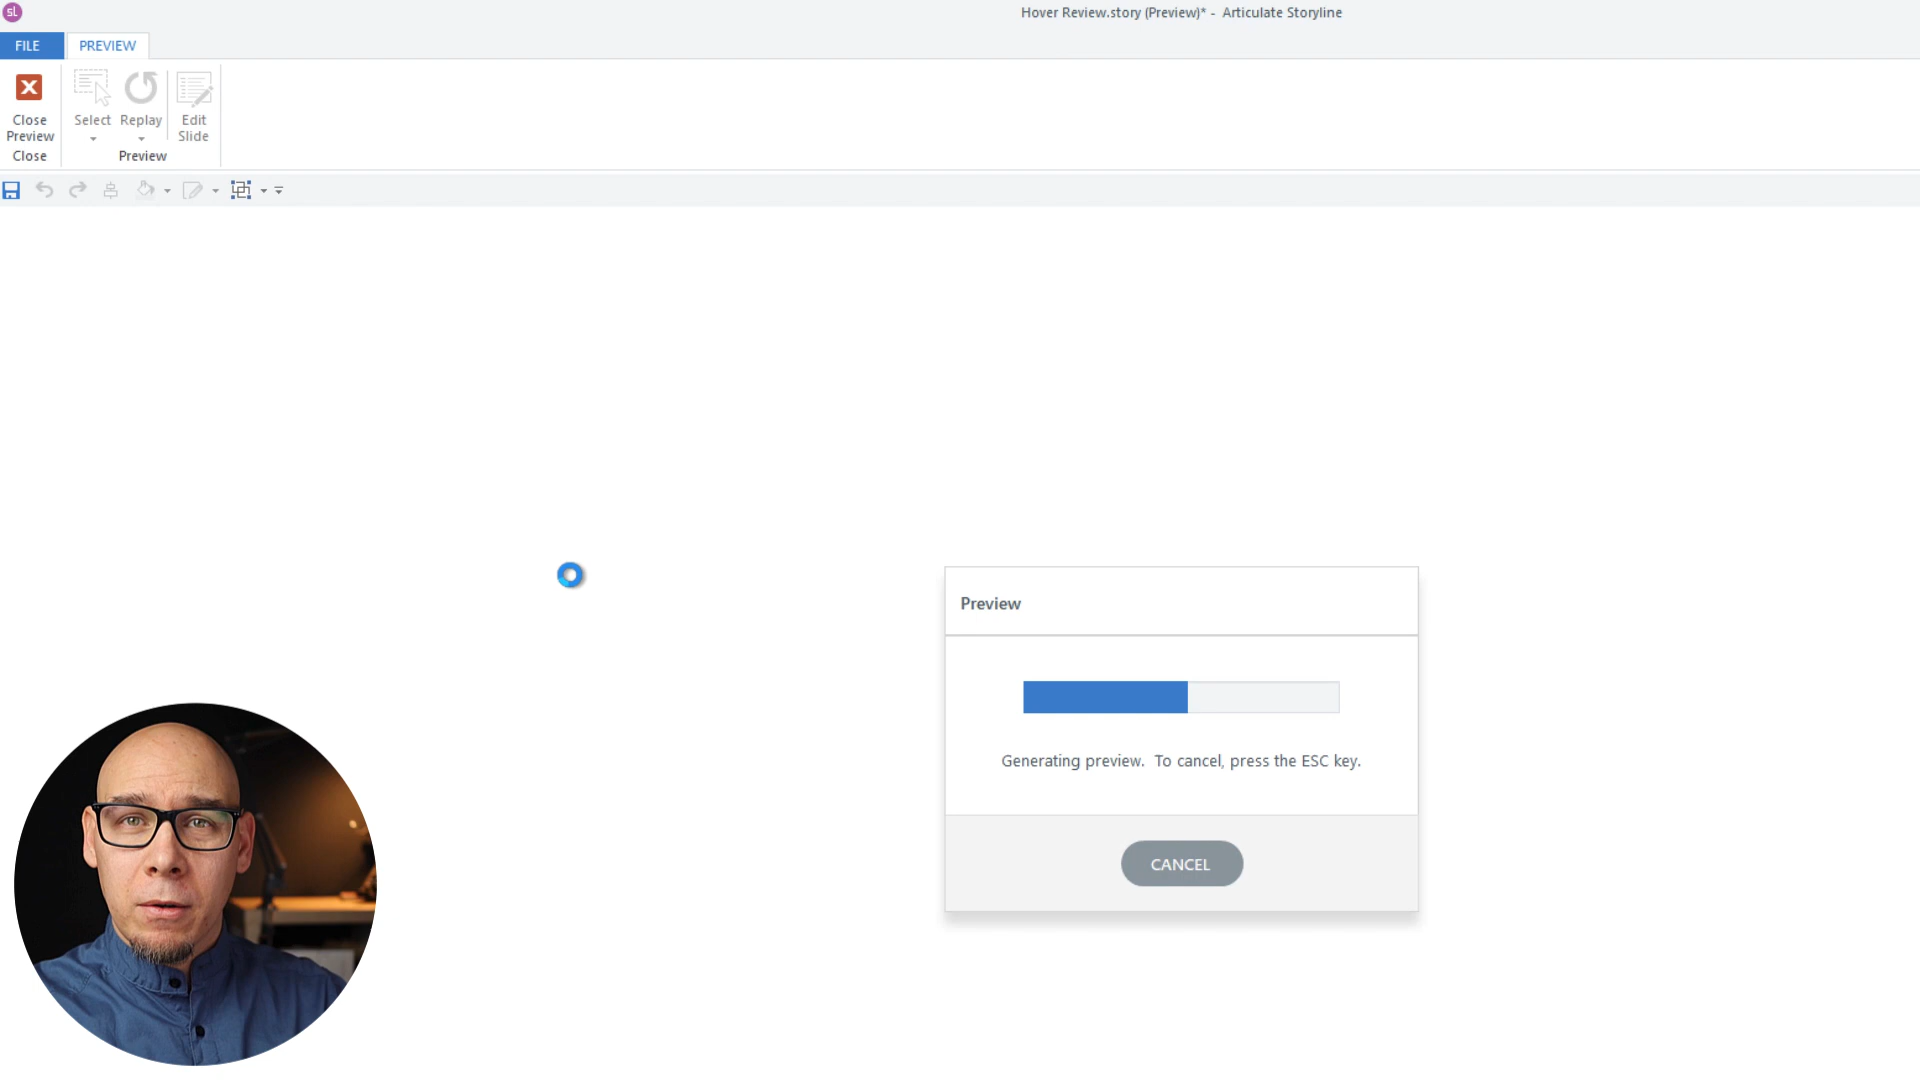 sL
Hover Review.story (Preview)* - Articulate Storyline
FILE
PREVIEW
Close
Preview
Select
Replay
Edit
Slide
Close
Preview
Preview
Generating preview. To cancel, press the ESC key.
CANCEL